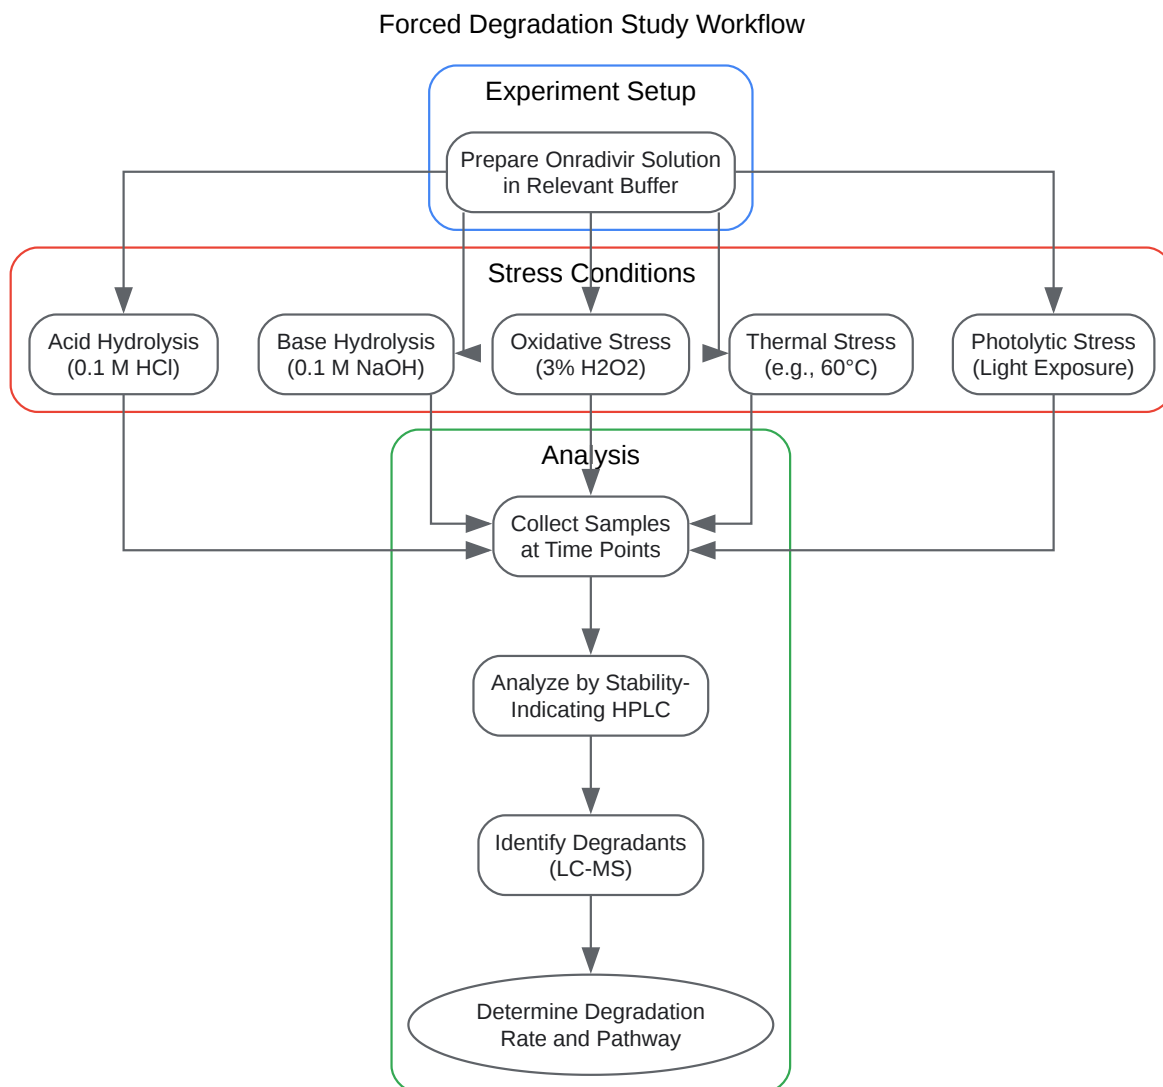 Forced Degradation Study Workflow
Experiment Setup
Prepare Onradivir Solution
in Relevant Buffer
Stress Conditions
Acid Hydrolysis
(0.1 M HCl)
Base Hydrolysis
(0.1 M NaOH)
Oxidative Stress
(3% H2O2)
Thermal Stress
(e.g., 60°C)
Photolytic Stress
(Light Exposure)
Analysis
Collect Samples
at Time Points
Analyze by Stability-
Indicating HPLC
Identify Degradants
(LC-MS)
Determine Degradation
Rate and Pathway